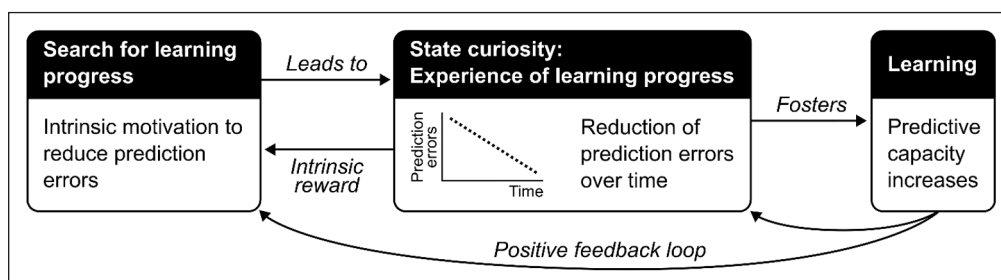 Search for learning
progress
Intrinsic motivation to
reduce prediction
errors
Leads to
Intrinsic
reward
State curiosity:
Experience of learning progress
Prediction
errors
Time
Reduction of
prediction errors
over time
Fosters
Learning
Predictive
capacity
increases
Positive feedback loop